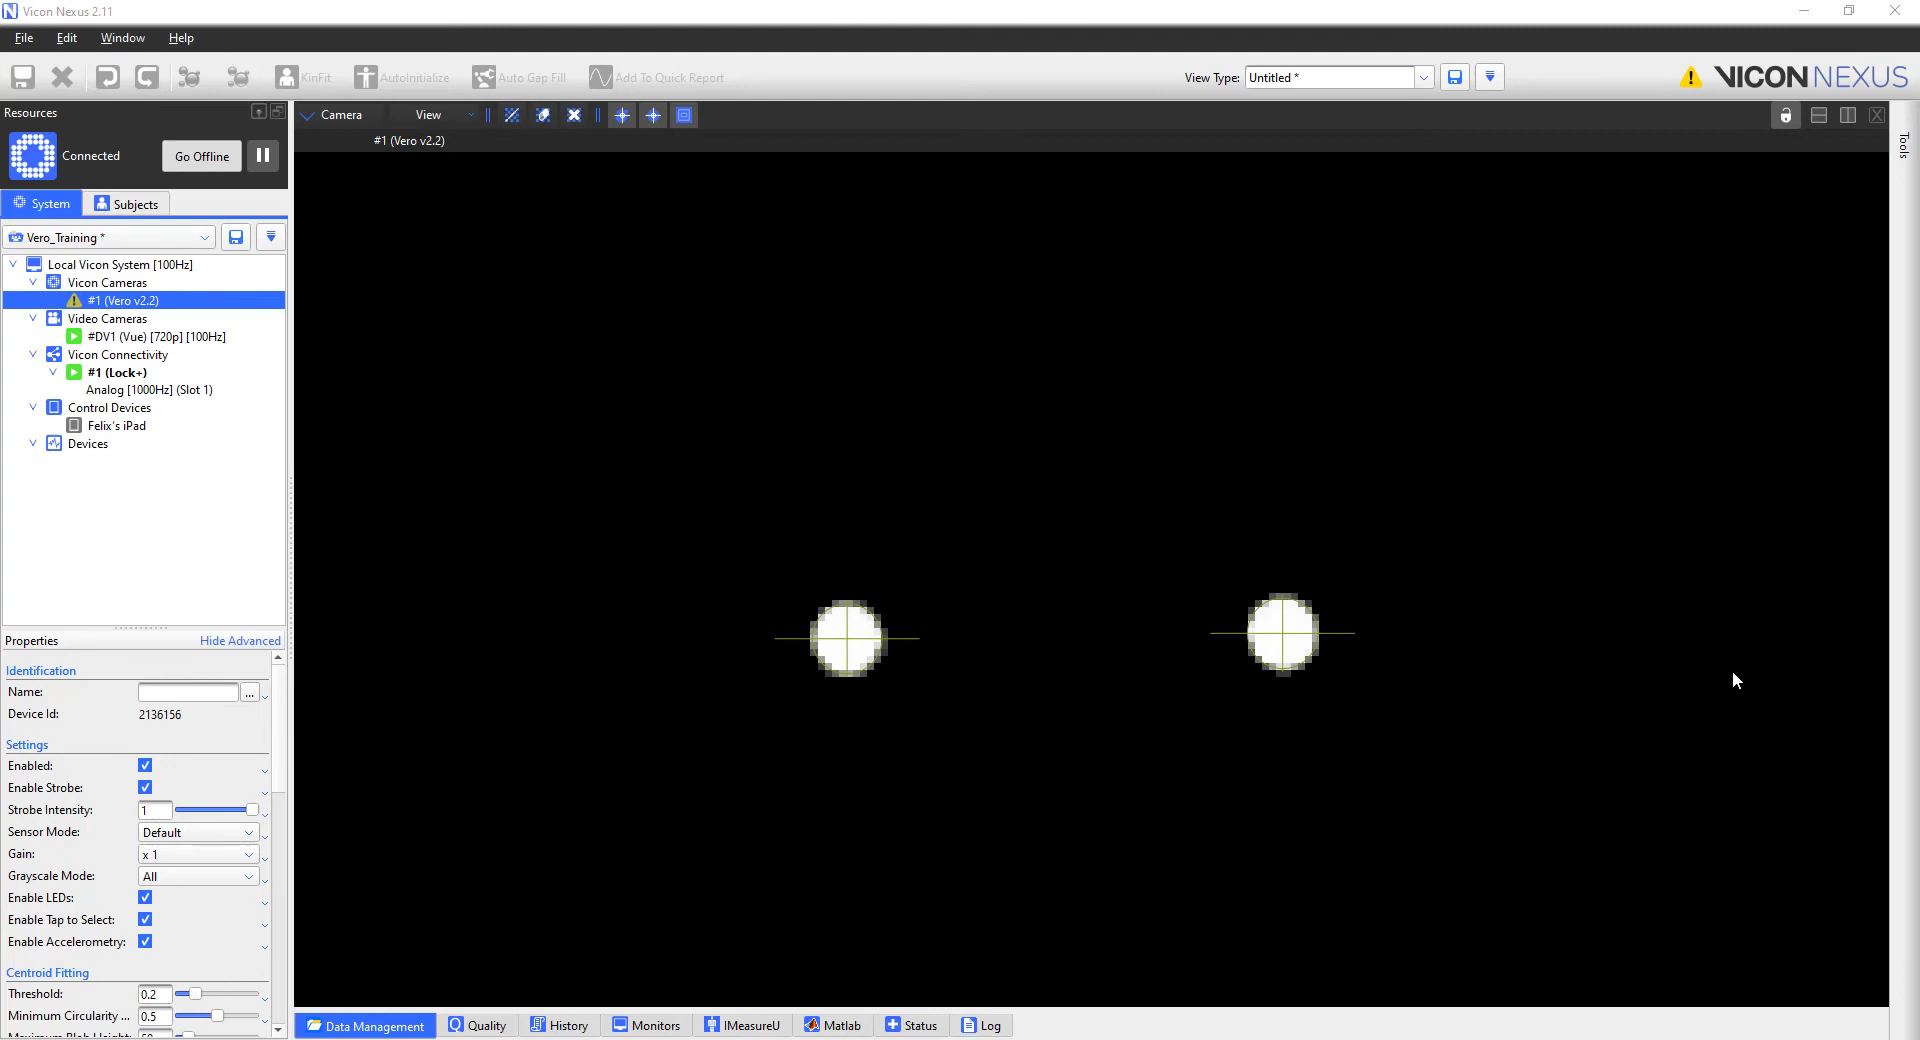 Vicon Nexus 2.11
File Edit Window Help
KinFit AutoInitialize Auto Gap Fill Add To Quick Report View Type: Untitled * VICON NEXUS
Resources
Camera View
#1 (Vero v2.2)
Connected Go Offline
Tools
System Subjects
Vero_Training *
Local Vicon System [100Hz]
Vicon Cameras
#1 (Vero v2.2)
Video Cameras
#DV1 (Vue) [720p] [100Hz]
Vicon Connectivity
#1 (Lock+)
Analog [1000Hz] (Slot 1)
Control Devices
Felix's iPad
Devices
Properties Hide Advanced
Identification
Name: ...
Device Id: 2136156
Settings
Enabled:
Enable Strobe:
Strobe Intensity: 1
Sensor Mode: Default
Gain: x 1
Grayscale Mode: All
Enable LEDs:
Enable Tap to Select:
Enable Accelerometry:
Centroid Fitting
Threshold: 0.2
Minimum Circularity ... 0.5
Maximum Blob Height: 50
Data Management Quality History Monitors IMeasureU Matlab Status Log